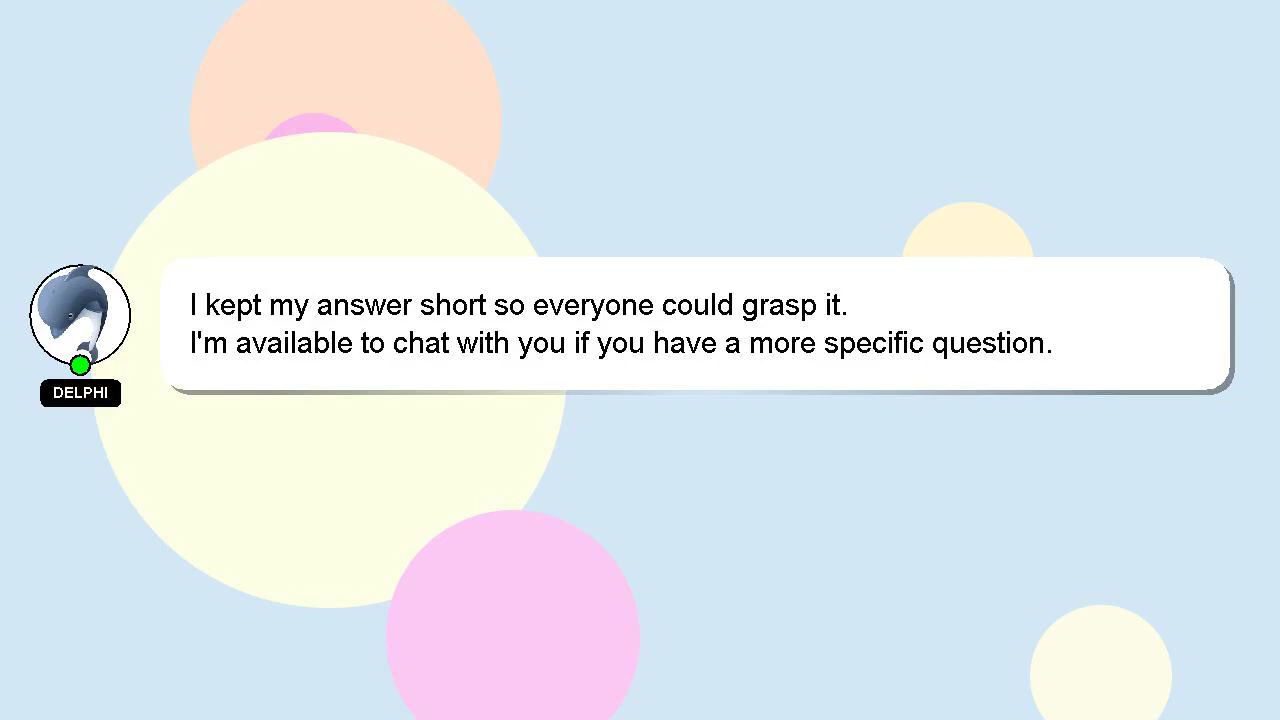 I kept my answer short so everyone could grasp it.
I'm available to chat with you if you have a more specific question.
DELPHI